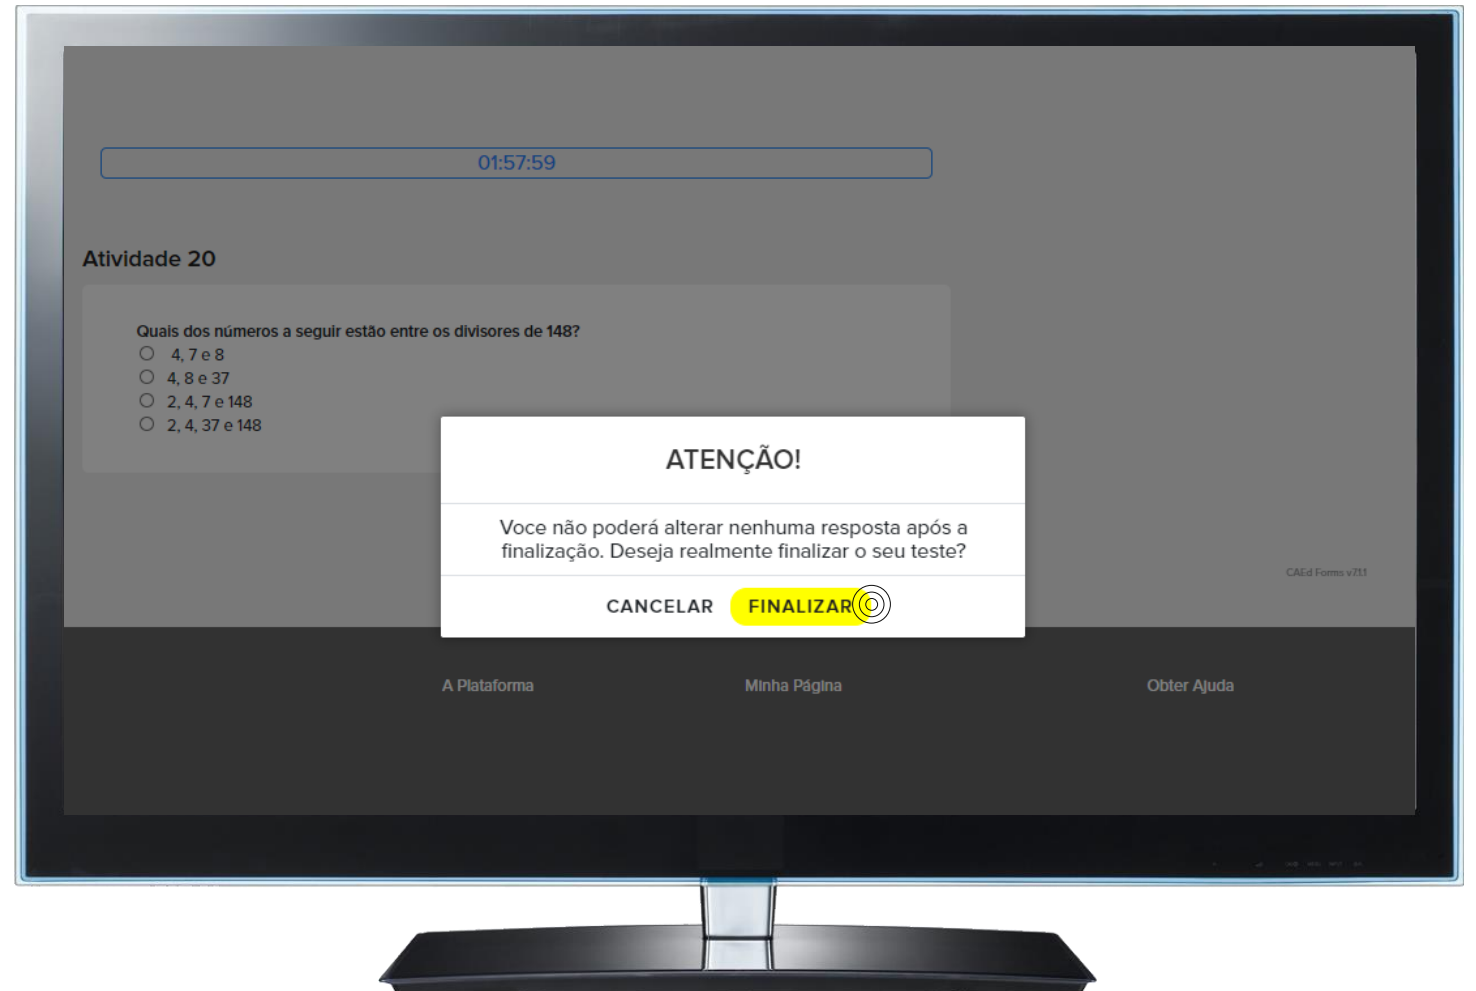 01:57:59
Atividade 20
Quais dos números a seguir estão entre os divisores de 148?
4, 7 e 8
4, 8 e 37
2, 4, 7 e 148
2, 4, 37 e 148
ATENÇÃO!
Voce não poderá alterar nenhuma resposta após a
finalização. Deseja realmente finalizar o seu teste?
CANCELAR FINALIZAR
CAEd Forms v7.1.1
A Plataforma Minha Página Obter Ajuda